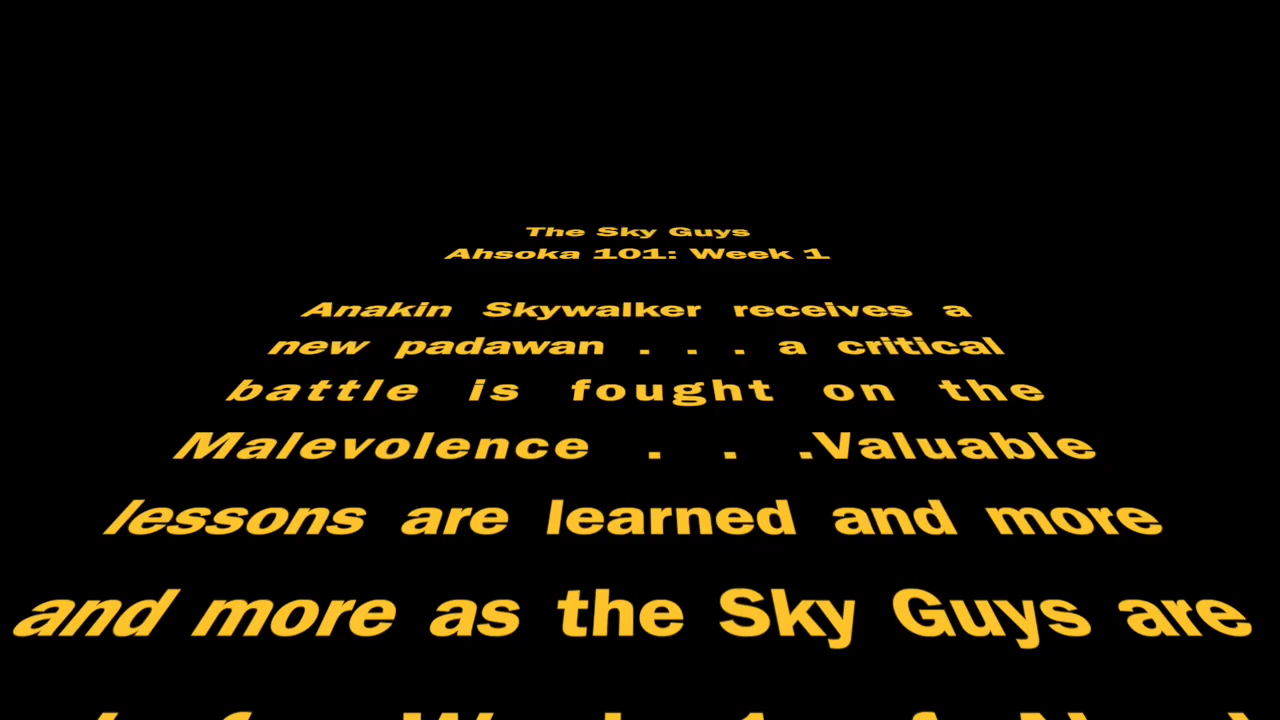 The Sky Guys
Ahsoka 101: Week 1
Anakin Skywalker receives a
new padawan . . . a critical
battle is fought on the
Malevolence . . .Valuable
lessons are learned and more
and more as the Sky Guys are